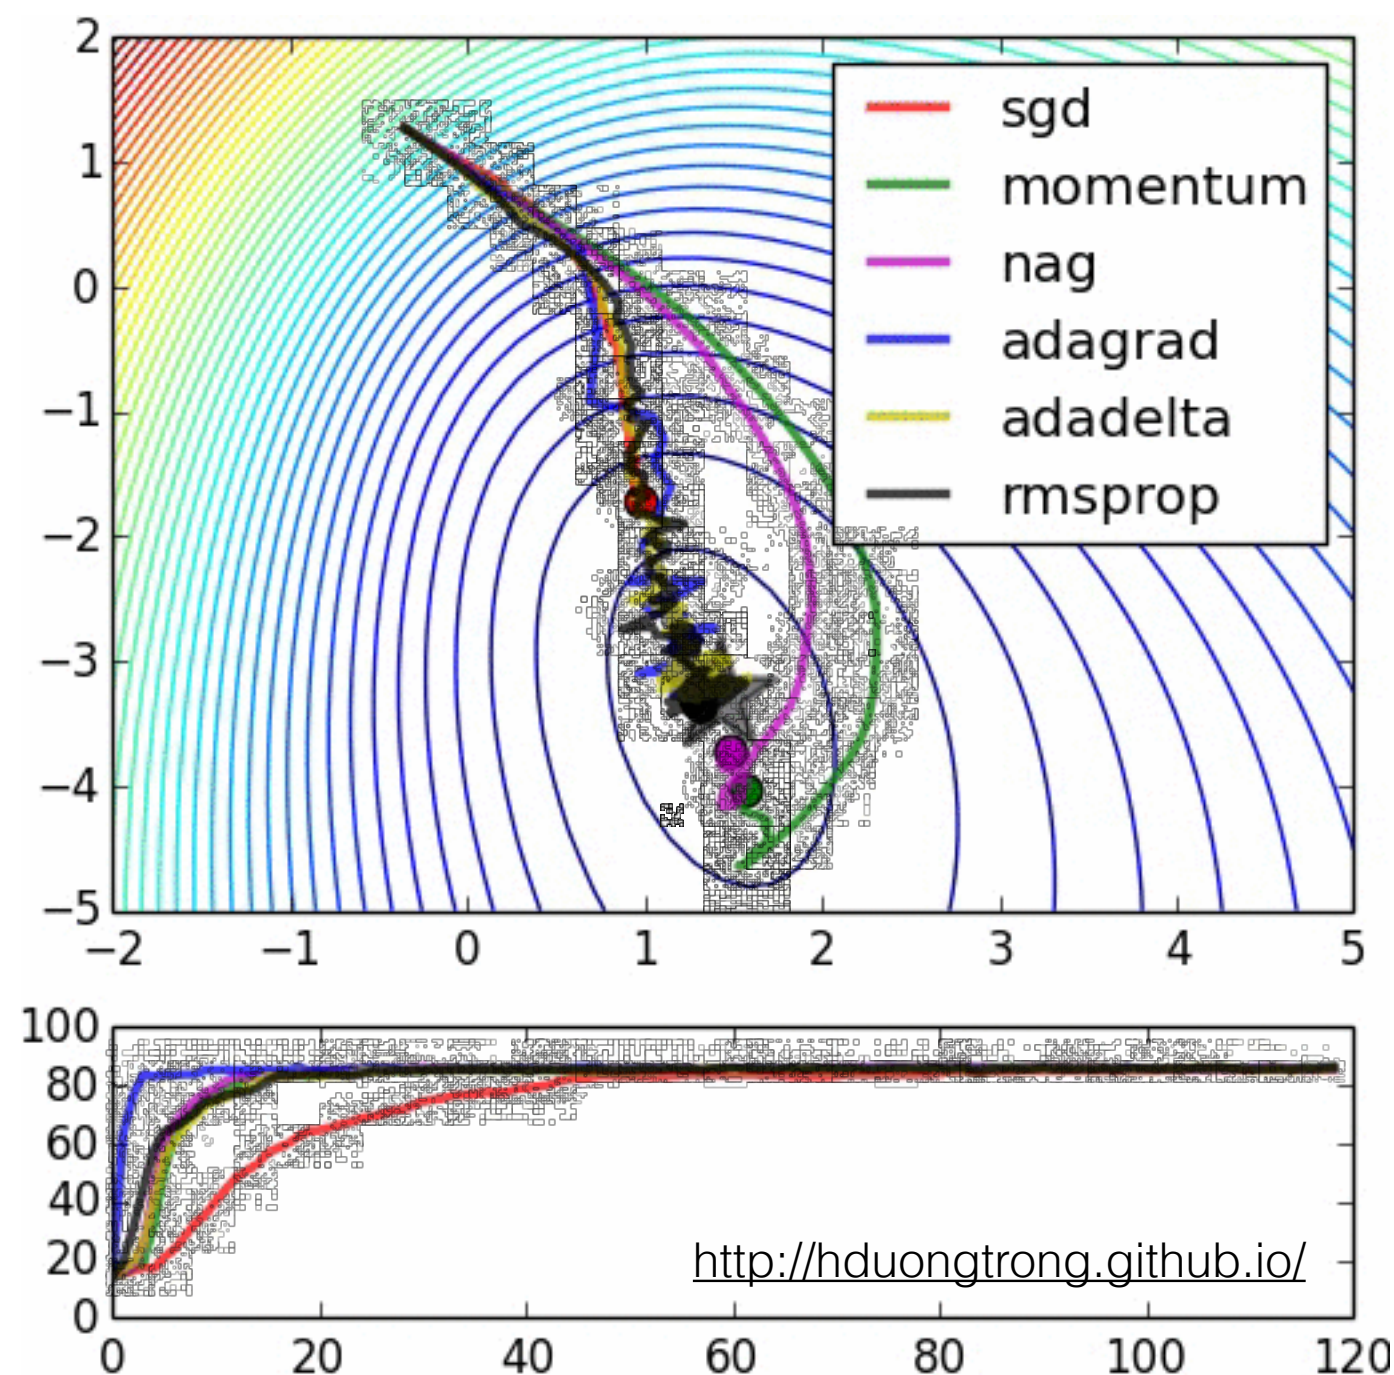 2
1
0
−1
−2
−3
−4
−5
−2 −1 0 1 2 3 4 5
sgd
momentum
nag
adagrad
adadelta
rmsprop
100
80
60
40
20
0
0 20 40 60 80 100 120
http://hduongtrong.github.io/